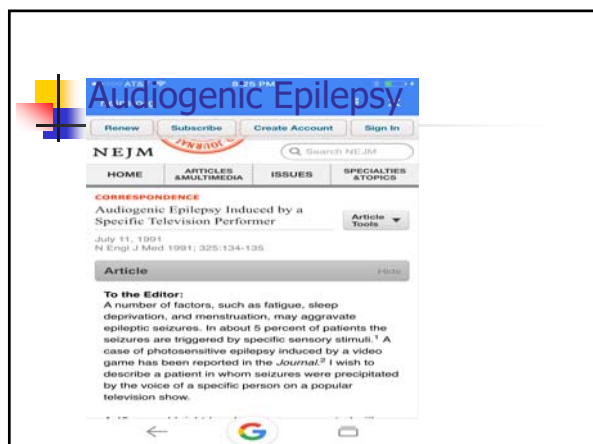 AT&T 8:25 PM
Audiogenic Epilepsy
Renew Subscribe Create Account Sign In
NEJM
JOURNAL
Search NEJM
HOME ARTICLES & MULTIMEDIA ISSUES SPECIALTIES & TOPICS
CORRESPONDENCE
Audiogenic Epilepsy Induced by a
Specific Television Performer
Article Tools
July 11, 1991
N Engl J Med 1991; 325:134-135
Article Hide
To the Editor:
A number of factors, such as fatigue, sleep
deprivation, and menstruation, may aggravate
epileptic seizures. In about 5 percent of patients the
seizures are triggered by specific sensory stimuli.1 A
case of photosensitive epilepsy induced by a video
game has been reported in the Journal.2 I wish to
describe a patient in whom seizures were precipitated
by the voice of a specific person on a popular
television show.